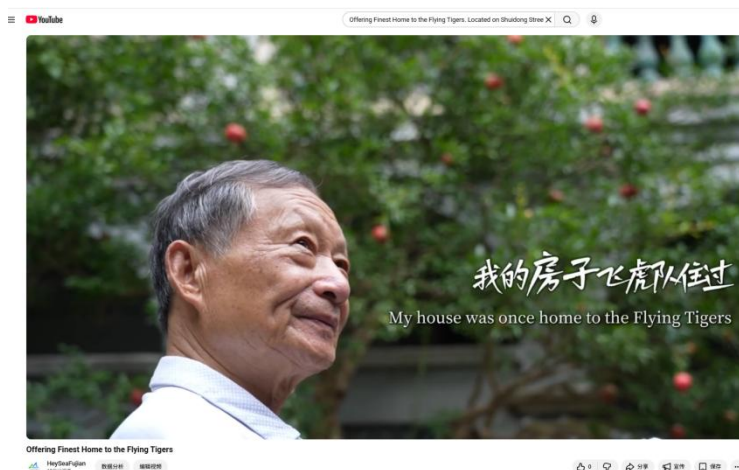 YouTube
Offering Finest Home to the Flying Tigers. Located on Shuidong Stree
我的房子飞虎队住过
My house was once home to the Flying Tigers
Offering Finest Home to the Flying Tigers
HeySeaFujian
数据分析
编辑视频
0
分享
宣传
保存